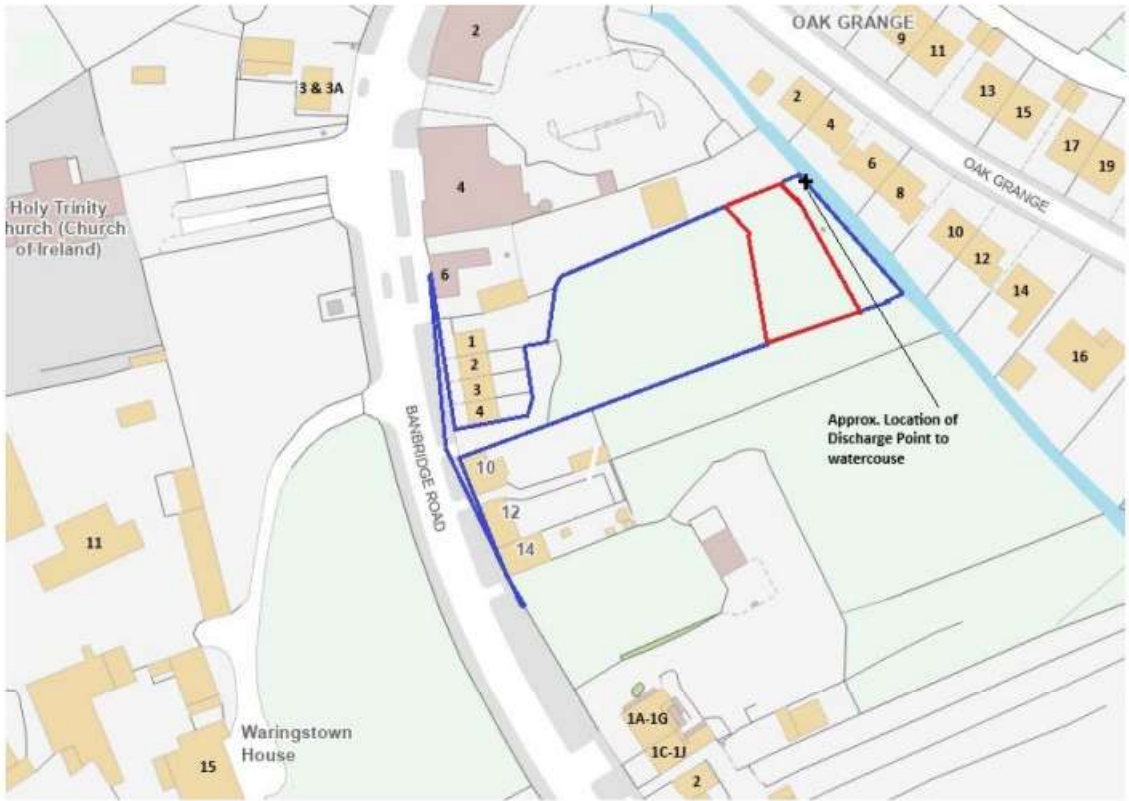 OAK GRANGE
2
9
11
3 & 3A
13
15
2
4
17
19
6
8
OAK GRANGE
4
Holy Trinity
hurch (Church
of Ireland)
10
12
14
16
6
1
2
3
4
BANBRIDGE ROAD
Approx. Location of
Discharge Point to
watercouse
10
12
14
11
Waringstown
House
15
1A-1G
1C-1J
2